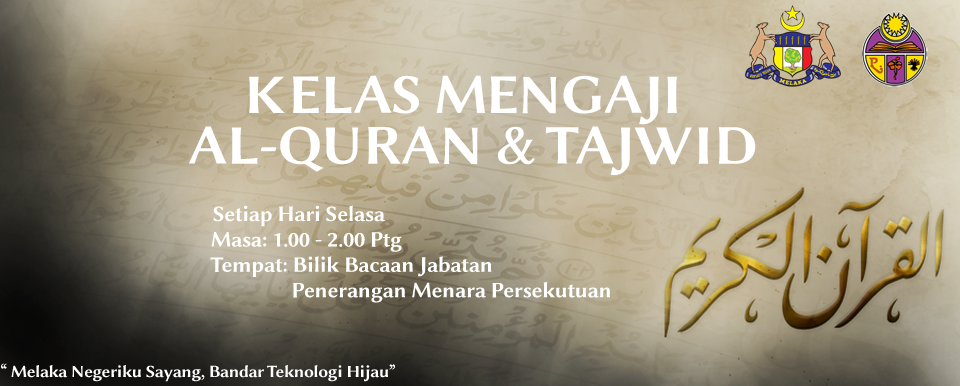 MELAKA
KELAS MENGAJI
AL-QURAN & TAJWID
Setiap Hari Selasa
Masa: 1.00 - 2.00 Ptg
Tempat: Bilik Bacaan Jabatan
Penerangan Menara Persekutuan
القرآن الكريم
“ Melaka Negeriku Sayang, Bandar Teknologi Hijau”